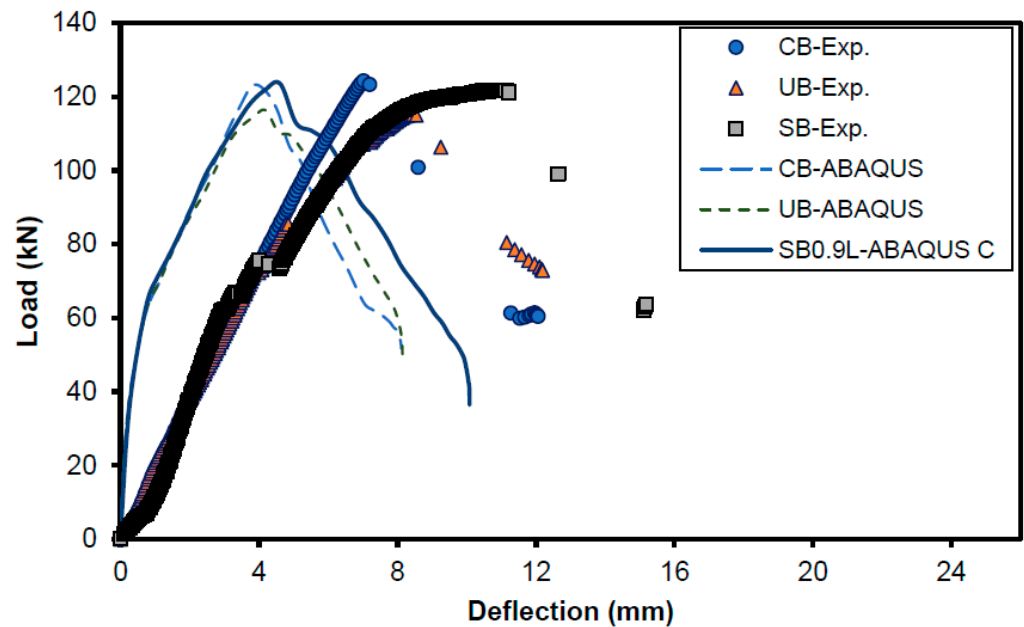 140
120
100
80
60
40
20
0
Load (kN)
CB-Exp.
UB-Exp.
SB-Exp.
CB-ABAQUS
UB-ABAQUS
SB0.9L-ABAQUS C
0 4 8 12 16 20 24
Deflection (mm)